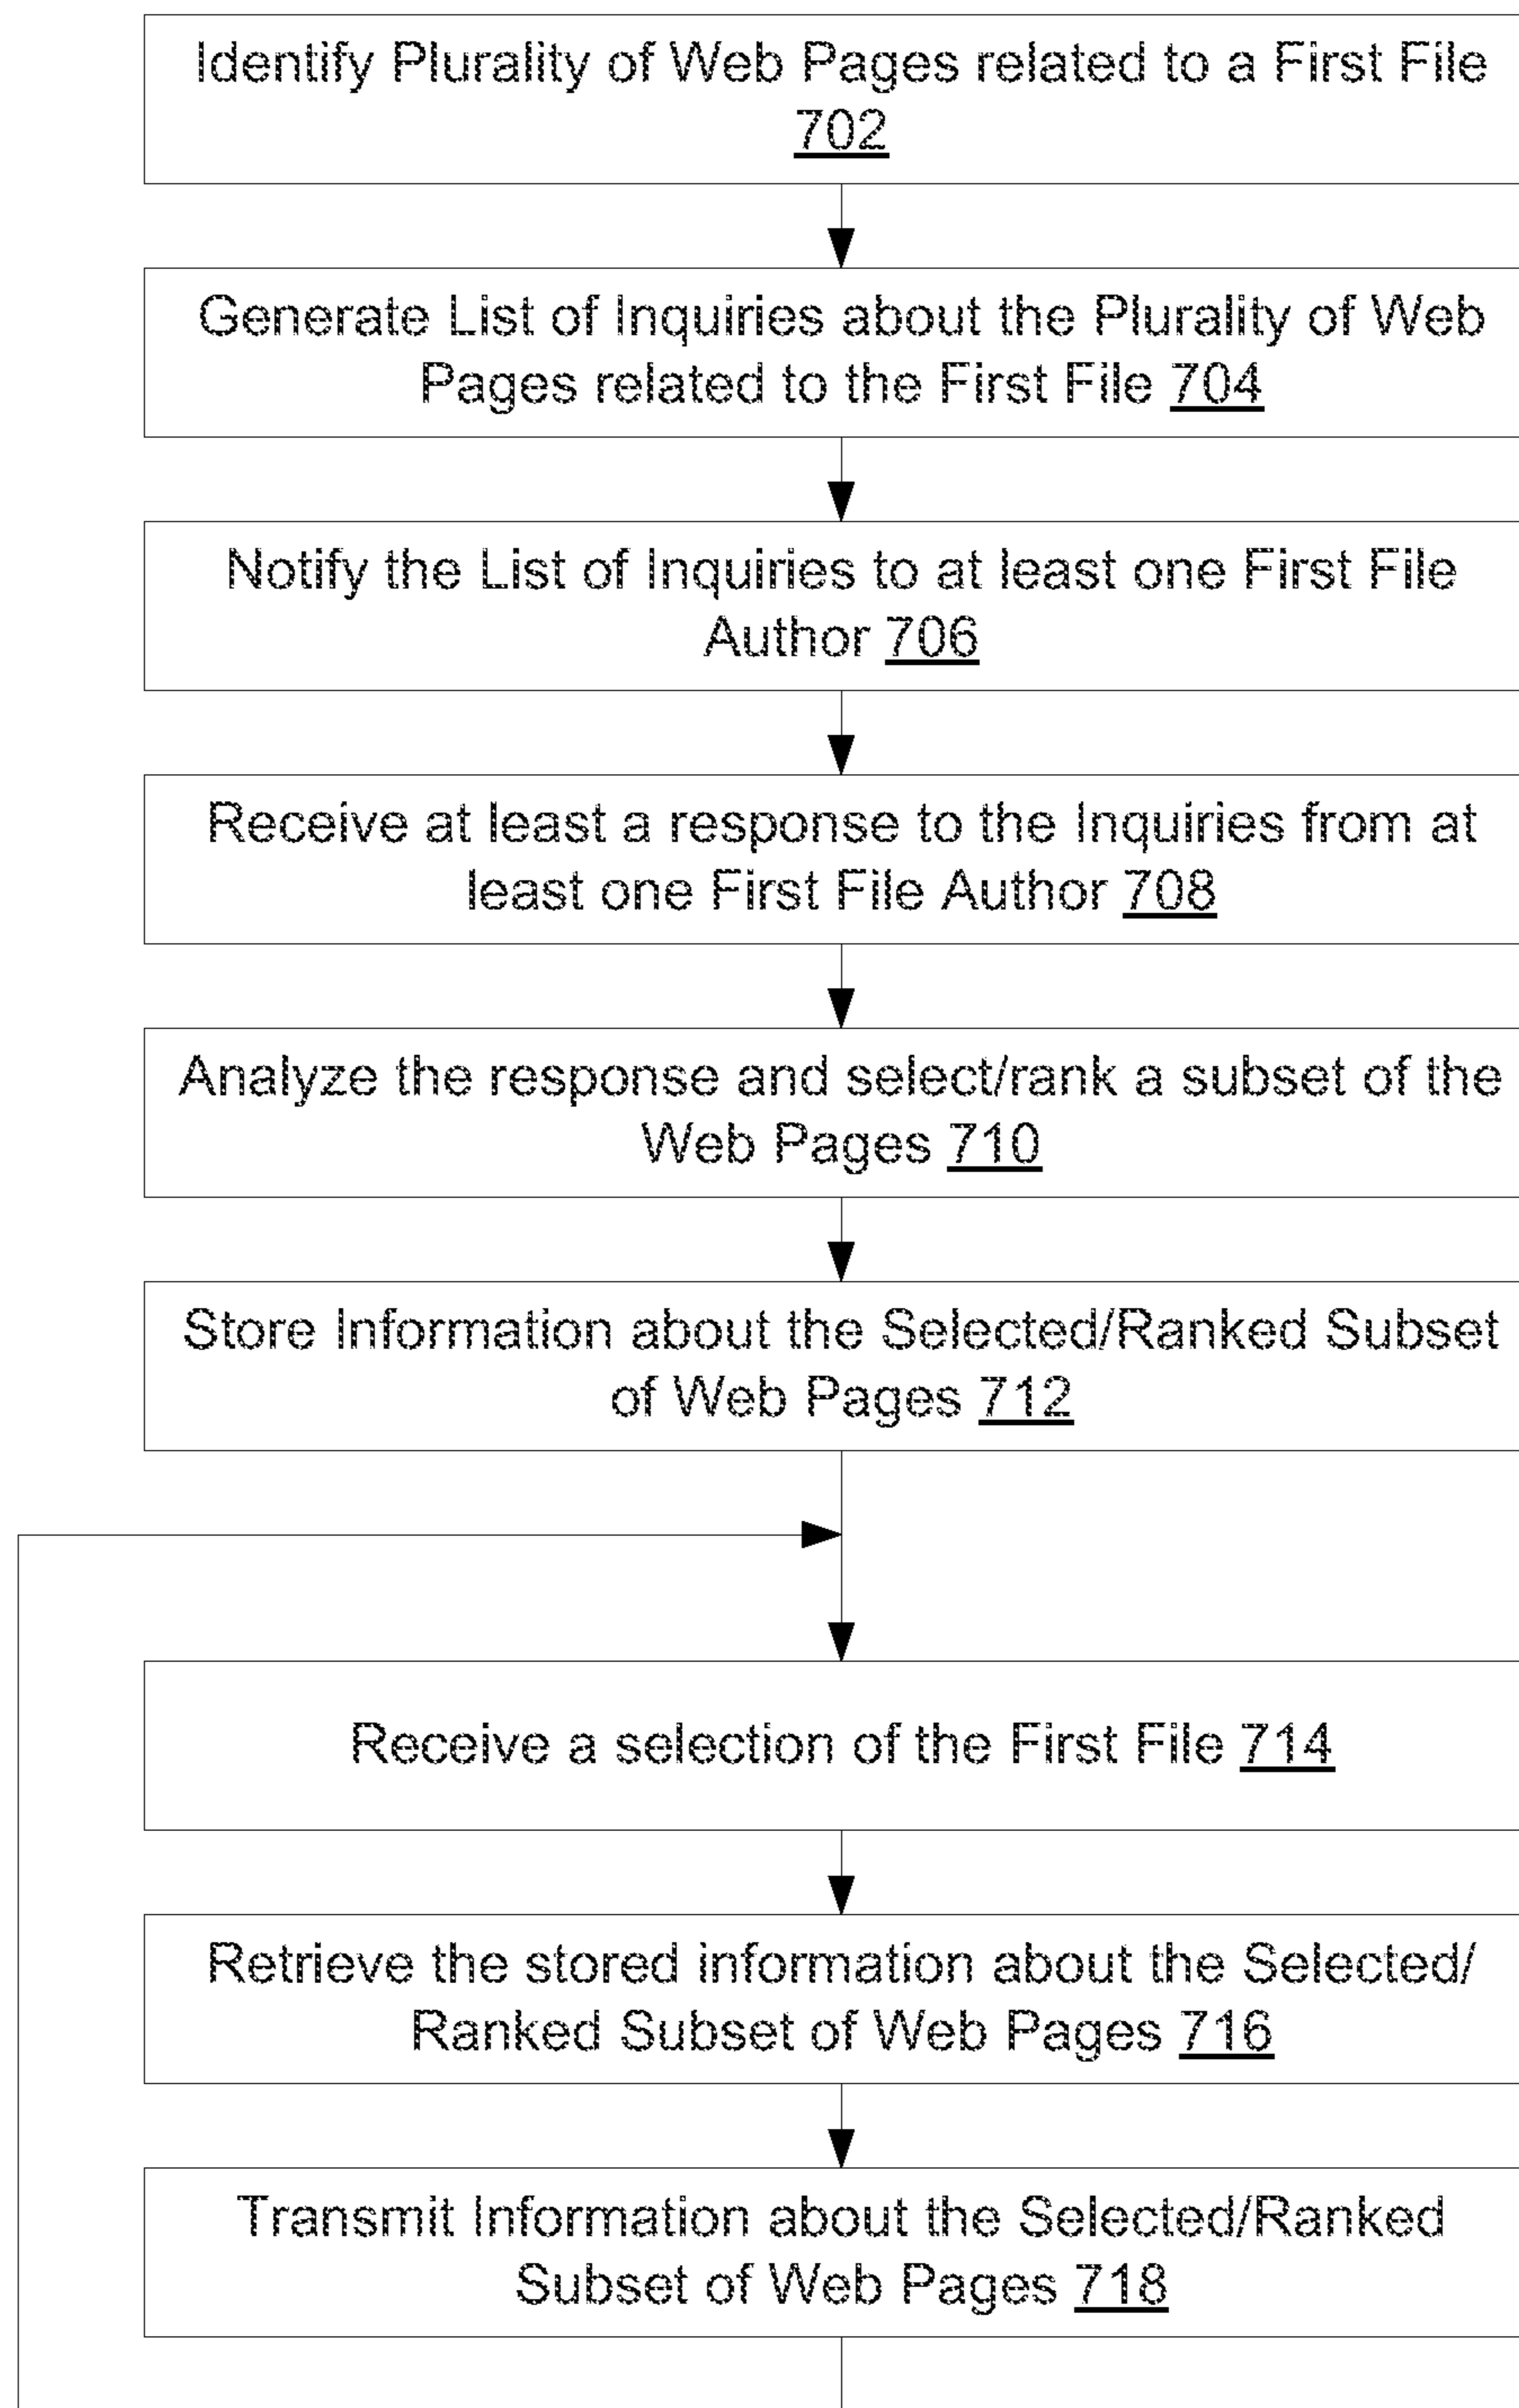 Identify Plurality of Web Pages related to a First File
702
Generate List of Inquiries about the Plurality of Web
Pages related to the First File 704
Notify the List of Inquiries to at least one First File
Author 706
Receive at least a response to the Inquiries from at
least one First File Author 708
Analyze the response and select/rank a subset of the
Web Pages 710
Store Information about the Selected/Ranked Subset
of Web Pages 712
Receive a selection of the First File 714
Retrieve the stored information about the Selected/
Ranked Subset of Web Pages 716
Transmit Information about the Selected/Ranked
Subset of Web Pages 718